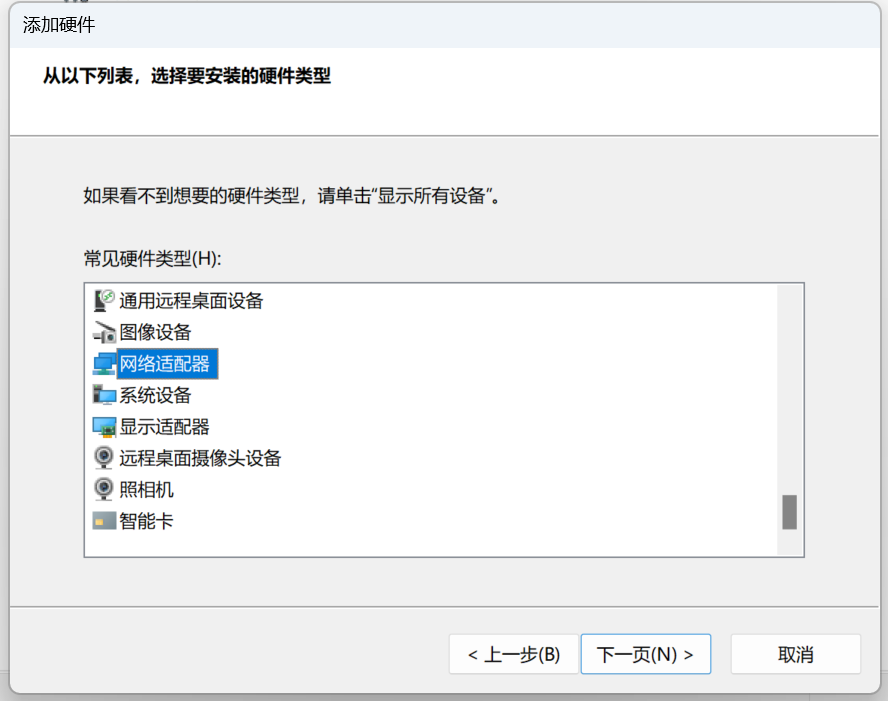 添加硬件
从以下列表，选择要安装的硬件类型
如果看不到想要的硬件类型，请单击“显示所有设备”。
常见硬件类型(H):
通用远程桌面设备
图像设备
网络适配器
系统设备
显示适配器
远程桌面摄像头设备
照相机
智能卡
< 上一步(B)
下一页(N) >
取消